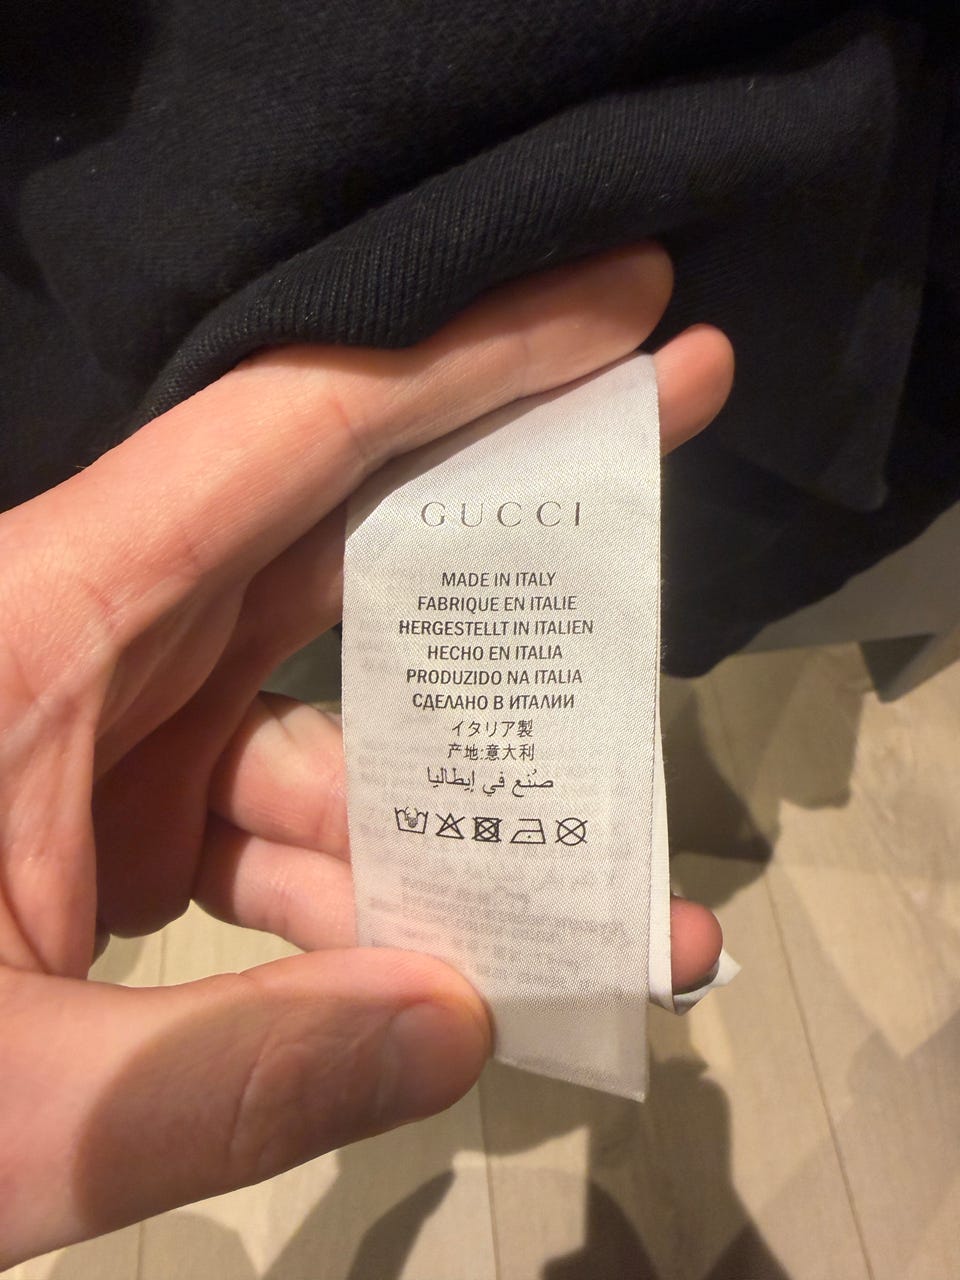 GUCCI
MADE IN ITALY
FABRIQUE EN ITALIE
HERGESTELLT IN ITALIEN
HECHO EN ITALIA
PRODUZIDO NA ITALIA
СДЕЛАНО В ИТАЛИИ
イタリア製
产地:意大利
صُنع في إيطاليا